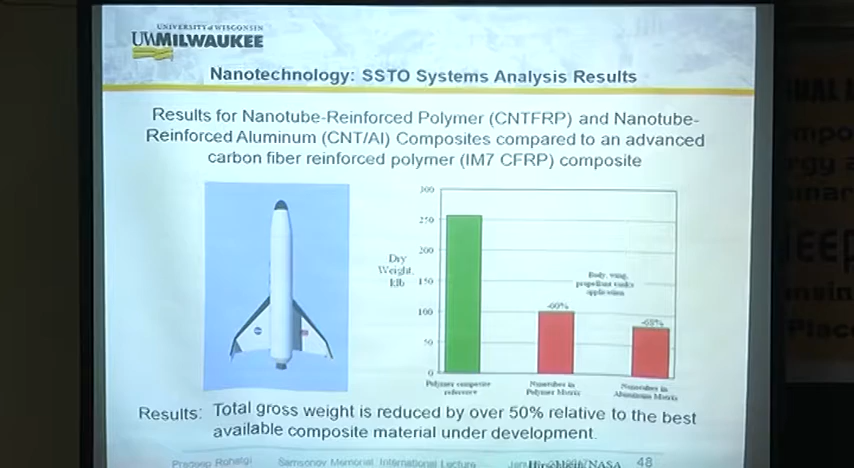 UNIVERSITY of WISCONSIN
UWMILWAUKEE
Nanotechnology: SSTO Systems Analysis Results
Results for Nanotube-Reinforced Polymer (CNTFRP) and Nanotube-
Reinforced Aluminum (CNT/Al) Composites compared to an advanced
carbon fiber reinforced polymer (IM7 CFRP) composite
300
250
200
150
100
50
0
Dry
Weight,
klb
Body, wing,
propellant tanks
application
-60%
Polymer composite
reference
Nanotubes in
Polymer Matrix
Nanotubes in
Aluminum Matrix
Results: Total gross weight is reduced by over 50% relative to the best
available composite material under development.
Pradeep Rohatgi Samsonov Memorial International Lecture 48
NASA
UAL
Place